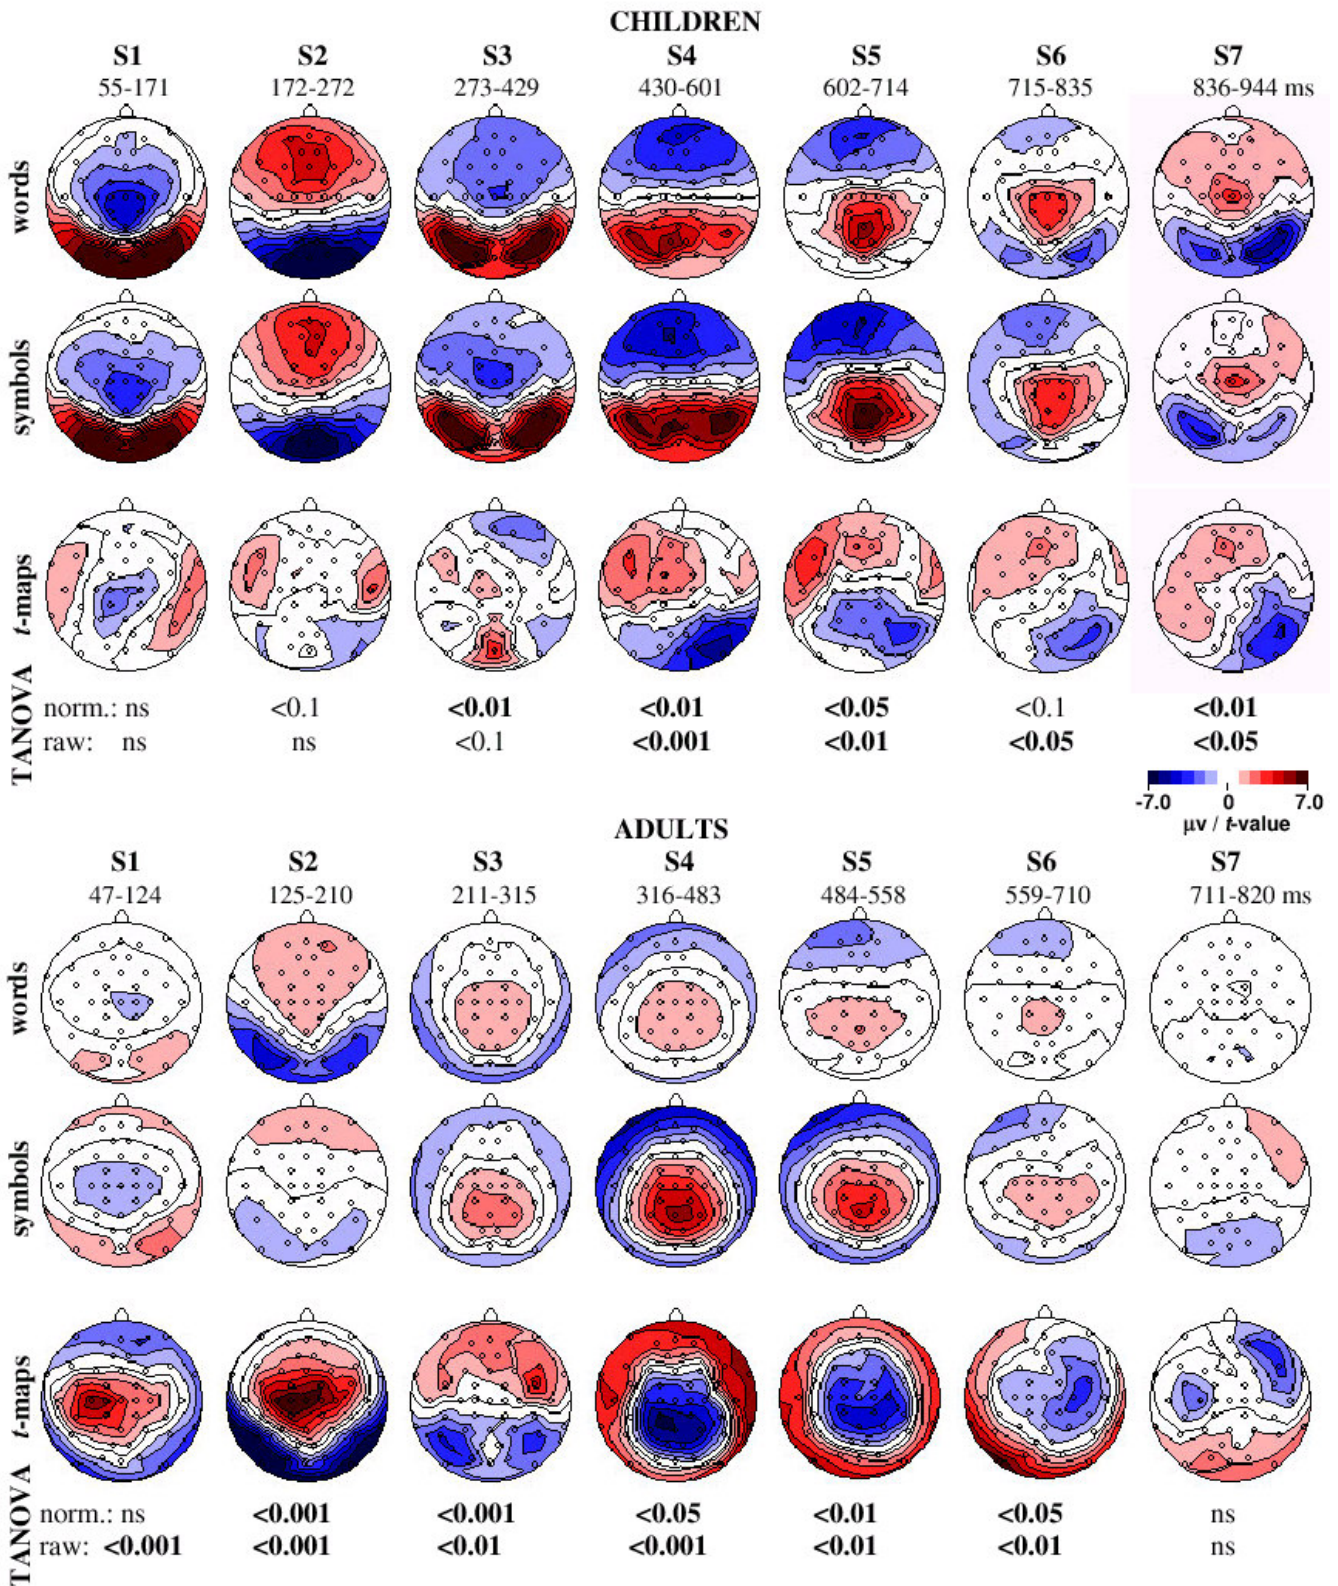 CHILDREN
S1 S2 S3 S4 S5 S6 S7
55-171 172-272 273-429 430-601 602-714 715-835 836-944 ms
words
symbols
t-maps
TANOVA
norm.: ns <0.1 <0.01 <0.01 <0.05 <0.1 <0.01
raw: ns ns <0.1 <0.001 <0.01 <0.05 <0.05
-7.0 0 7.0
μv / t-value
ADULTS
S1 S2 S3 S4 S5 S6 S7
47-124 125-210 211-315 316-483 484-558 559-710 711-820 ms
words
symbols
t-maps
TANOVA
norm.: ns <0.001 <0.001 <0.05 <0.01 <0.05 ns
raw: <0.001 <0.001 <0.01 <0.001 <0.01 <0.01 ns